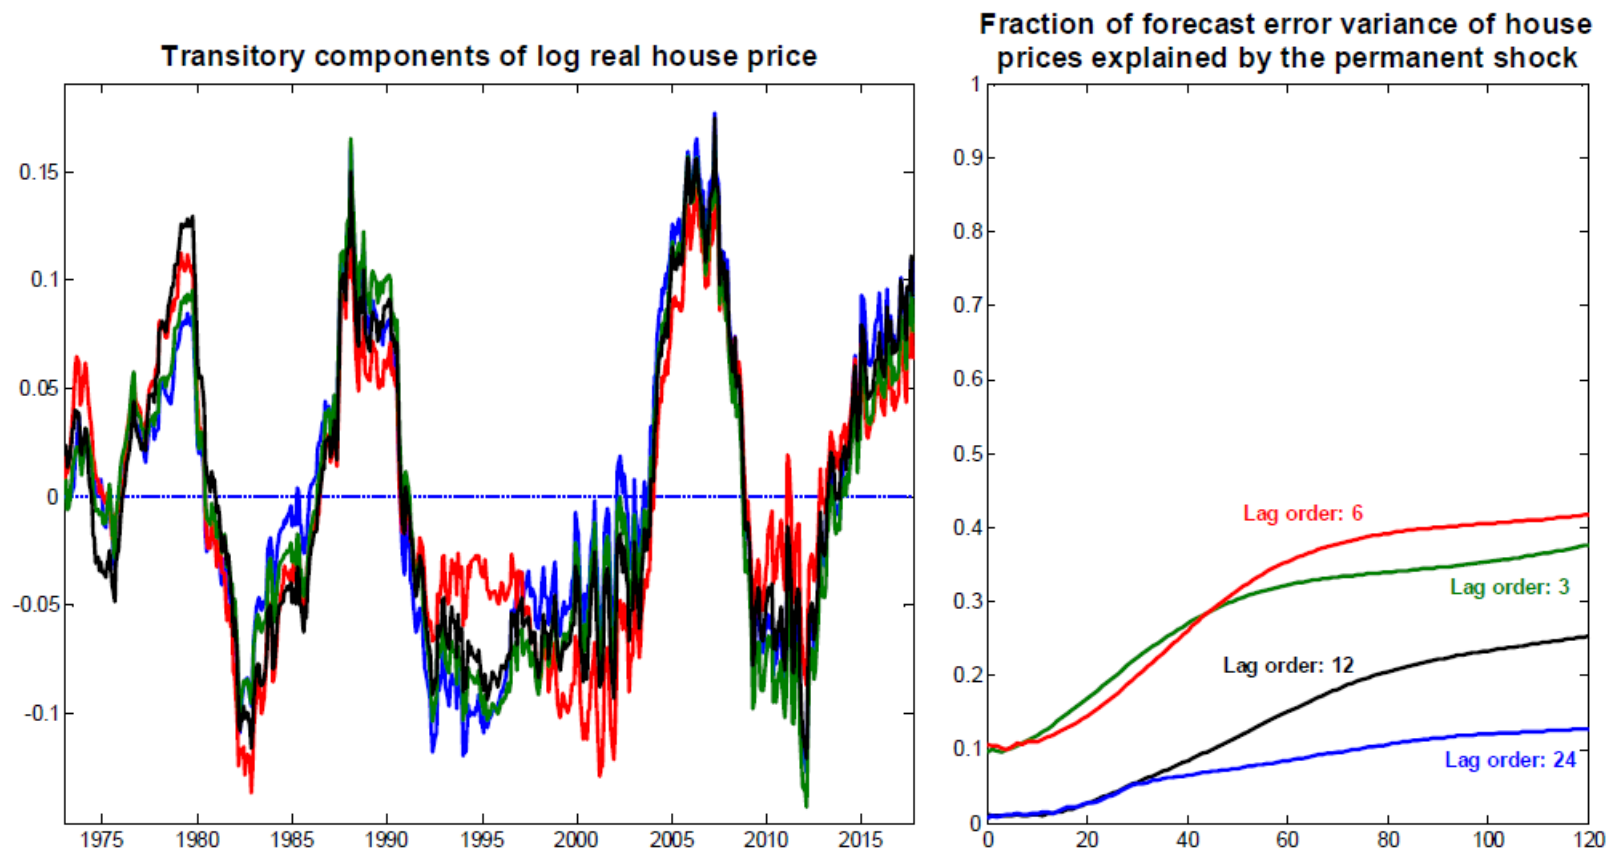 Transitory components of log real house price
0.15
0.1
0.05
0
-0.05
-0.1
1975 1980 1985 1990 1995 2000 2005 2010 2015
Fraction of forecast error variance of house
prices explained by the permanent shock
1
0.9
0.8
0.7
0.6
0.5
0.4
0.3
0.2
0.1
0
Lag order: 6
Lag order: 3
Lag order: 12
Lag order: 24
0 20 40 60 80 100 120